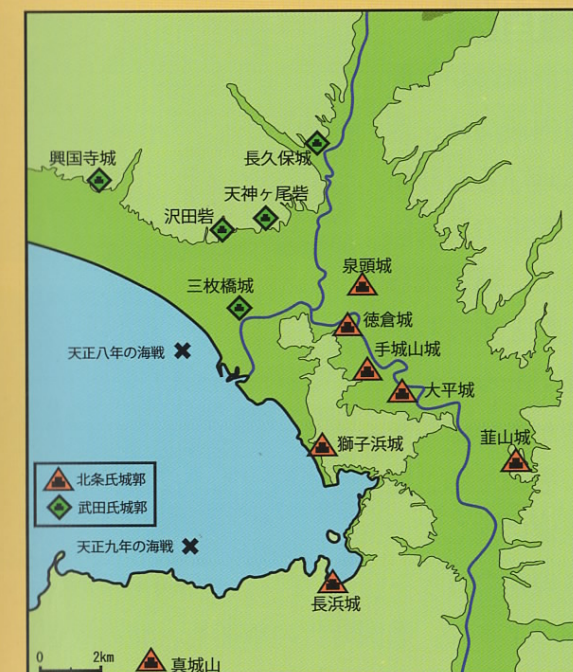 興国寺城
長久保城
天神ヶ尾砦
沢田砦
泉頭城
三枚橋城
徳倉城
天正八年の海戦
手城山城
大平城
獅子浜城
韮山城
北条氏城郭
武田氏城郭
天正九年の海戦
長浜城
0 2km
真城山